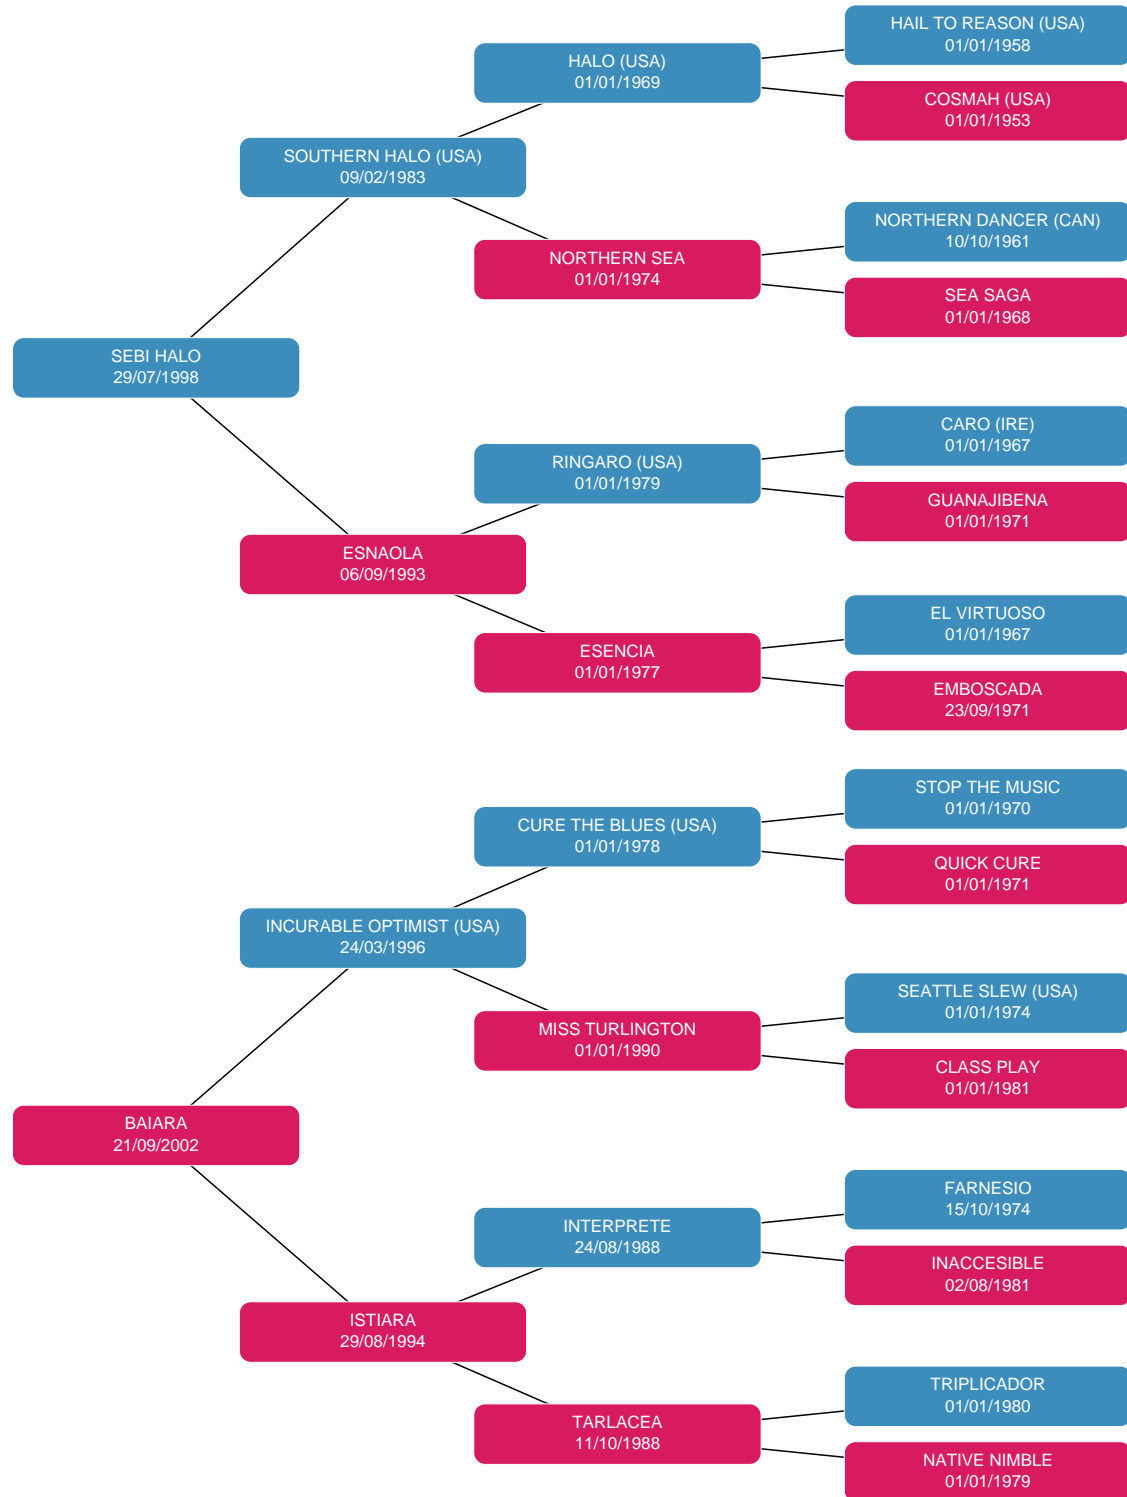 HAIL TO REASON (USA)
01/01/1958
HALO (USA)
01/01/1969
COSMAH (USA)
01/01/1953
SOUTHERN HALO (USA)
09/02/1983
NORTHERN DANCER (CAN)
10/10/1961
NORTHERN SEA
01/01/1974
SEA SAGA
01/01/1968
SEBI HALO
29/07/1998
CARO (IRE)
01/01/1967
RINGARO (USA)
01/01/1979
GUANAJIBENA
01/01/1971
ESNAOLA
06/09/1993
EL VIRTUOSO
01/01/1967
ESENCIA
01/01/1977
EMBOSCADA
23/09/1971
STOP THE MUSIC
01/01/1970
CURE THE BLUES (USA)
01/01/1978
QUICK CURE
01/01/1971
INCURABLE OPTIMIST (USA)
24/03/1996
SEATTLE SLEW (USA)
01/01/1974
MISS TURLINGTON
01/01/1990
CLASS PLAY
01/01/1981
BAIARA
21/09/2002
FARNESIO
15/10/1974
INTERPRETE
24/08/1988
INACCESIBLE
02/08/1981
ISTIARA
29/08/1994
TRIPLICADOR
01/01/1980
TARLACEA
11/10/1988
NATIVE NIMBLE
01/01/1979